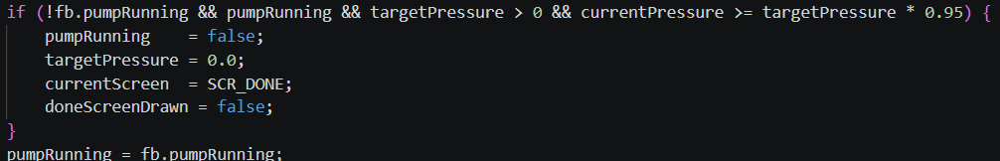 if (!fb.pumpRunning && pumpRunning && targetPressure > 0 && currentPressure >= targetPressure * 0.95) {
    pumpRunning    = false;
    targetPressure = 0.0;
    currentScreen  = SCR_DONE;
    doneScreenDrawn = false;
}
pumpRunning = fb.pumpRunning;